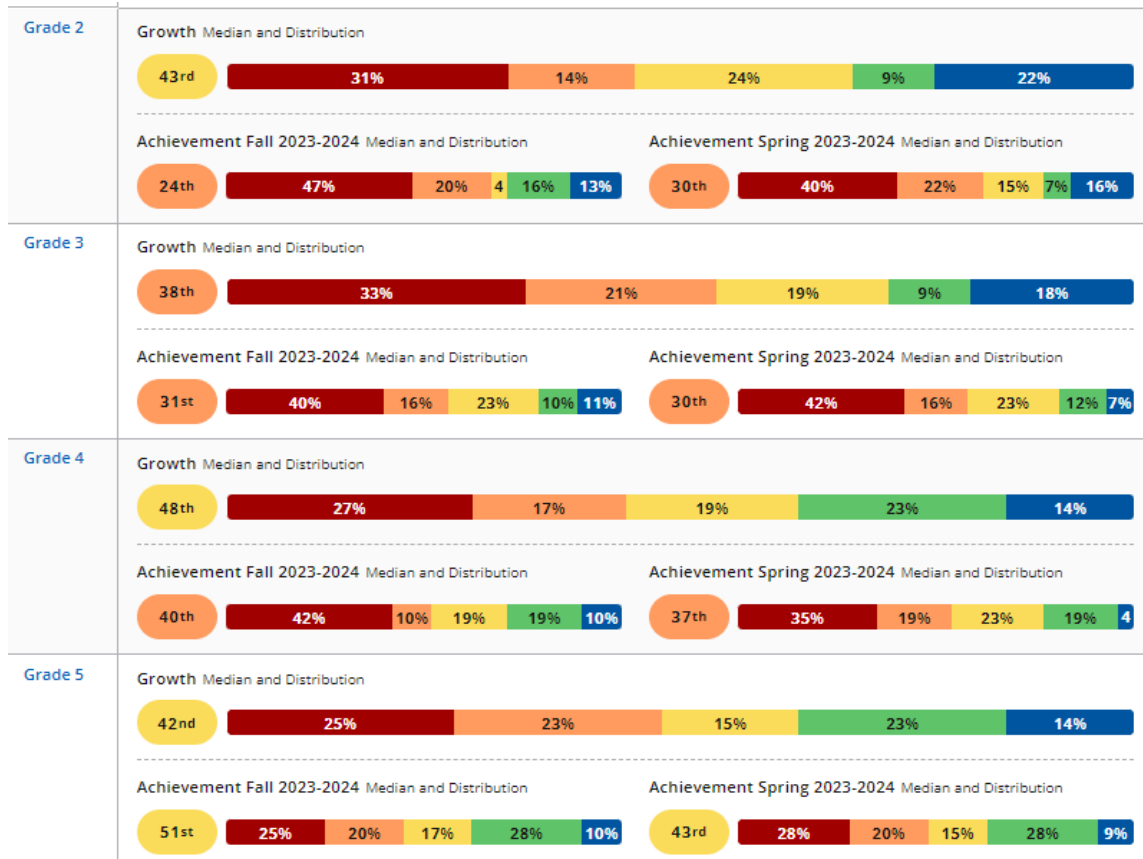 Grade 2
Growth Median and Distribution
43rd 31% 14% 24% 9% 22%
Achievement Fall 2023-2024 Median and Distribution Achievement Spring 2023-2024 Median and Distribution
24th 47% 20% 4 16% 13% 30th 40% 22% 15% 7% 16%
Grade 3
Growth Median and Distribution
38th 33% 21% 19% 9% 18%
Achievement Fall 2023-2024 Median and Distribution Achievement Spring 2023-2024 Median and Distribution
31st 40% 16% 23% 10% 11% 30th 42% 16% 23% 12% 7%
Grade 4
Growth Median and Distribution
48th 27% 17% 19% 23% 14%
Achievement Fall 2023-2024 Median and Distribution Achievement Spring 2023-2024 Median and Distribution
40th 42% 10% 19% 19% 10% 37th 35% 19% 23% 19% 4
Grade 5
Growth Median and Distribution
42nd 25% 23% 15% 23% 14%
Achievement Fall 2023-2024 Median and Distribution Achievement Spring 2023-2024 Median and Distribution
51st 25% 20% 17% 28% 10% 43rd 28% 20% 15% 28% 9%